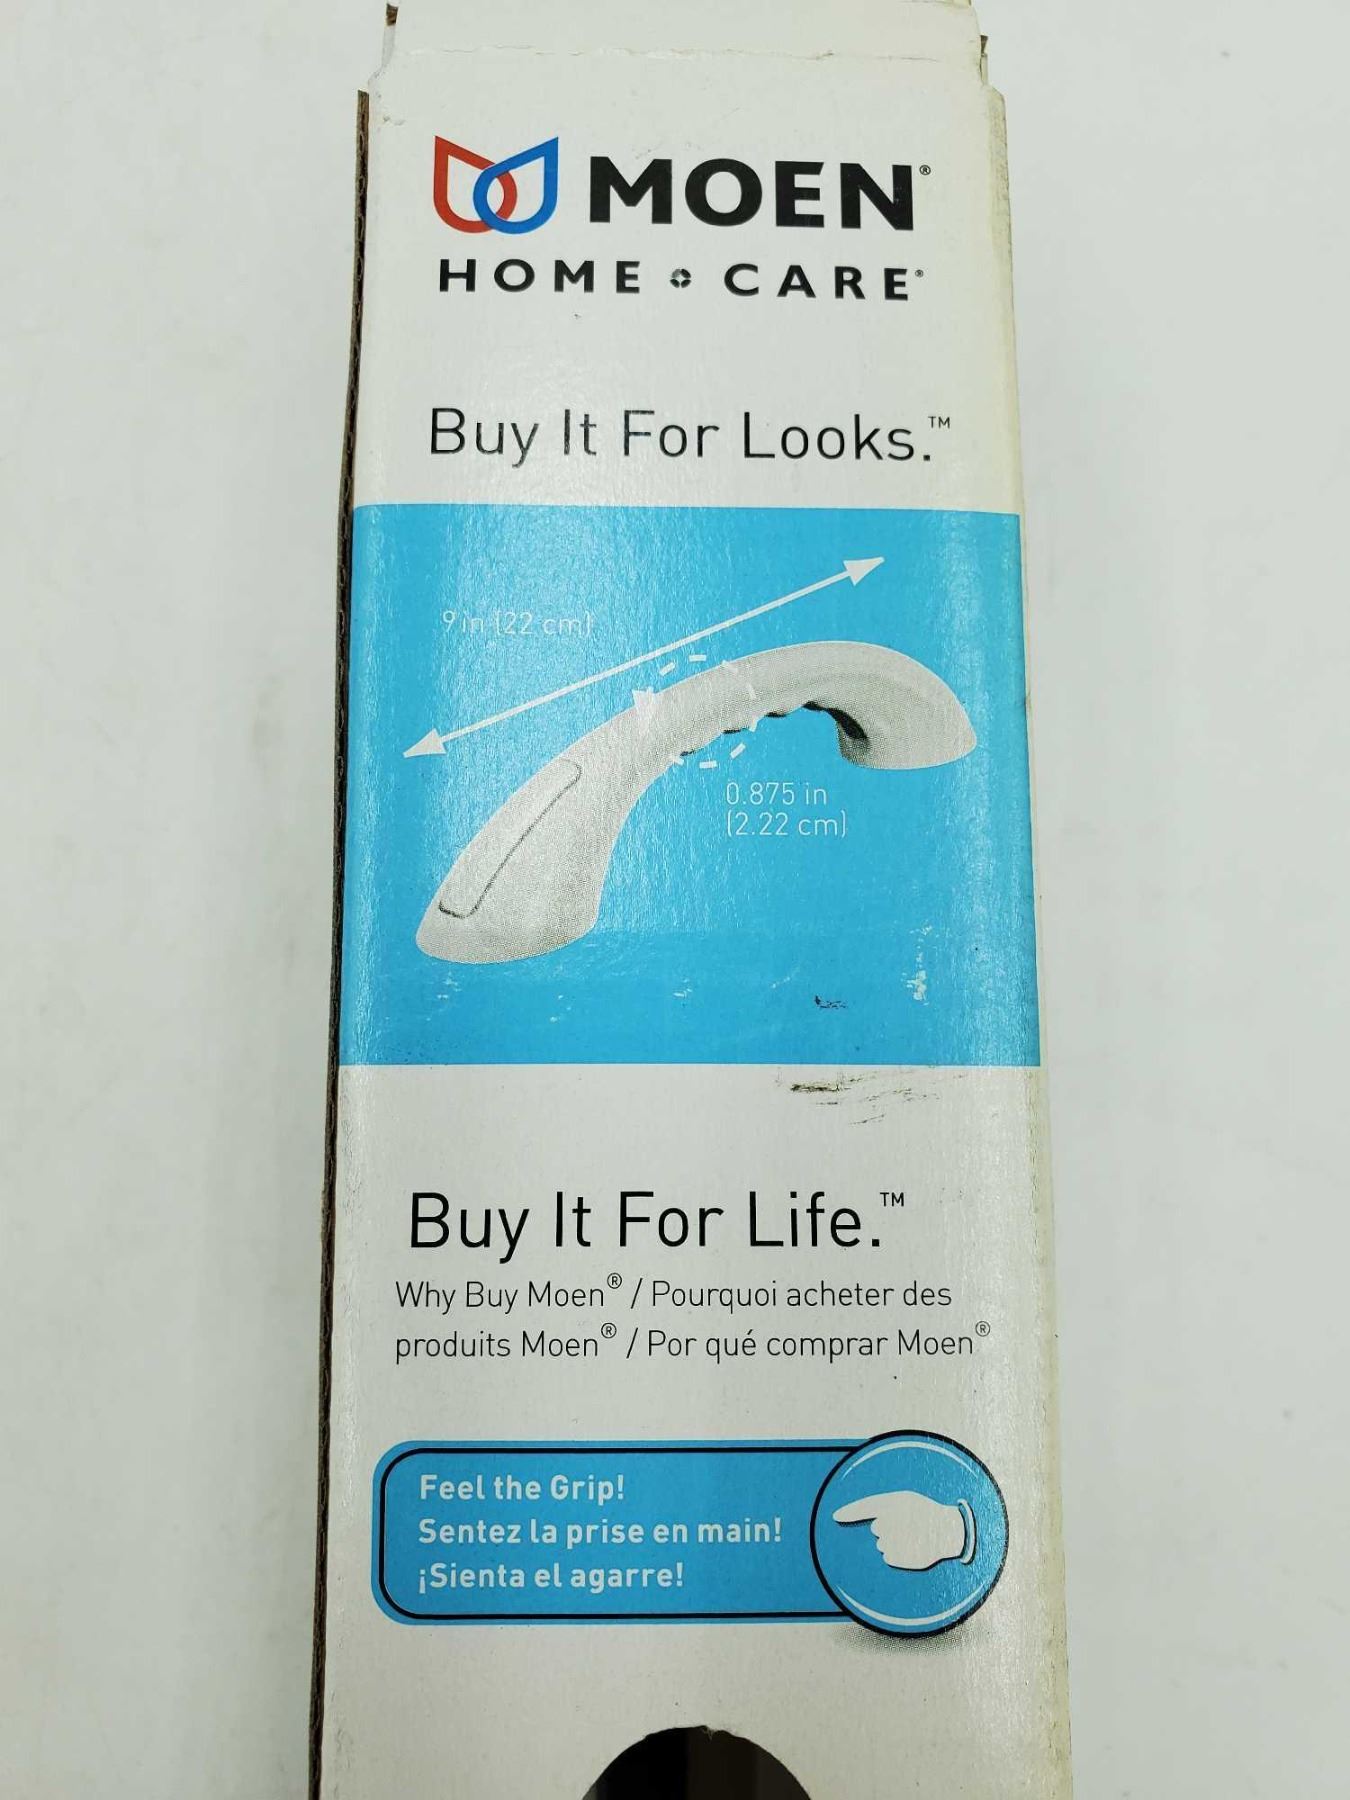 MOEN®
HOME CARE®
Buy It For Looks.™
9 in (22 cm)
0.875 in
(2.22 cm)
Buy It For Life.™
Why Buy Moen® / Pourquoi acheter des
produits Moen® / Por qué comprar Moen®
Feel the Grip!
Sentez la prise en main!
¡Sienta el agarre!